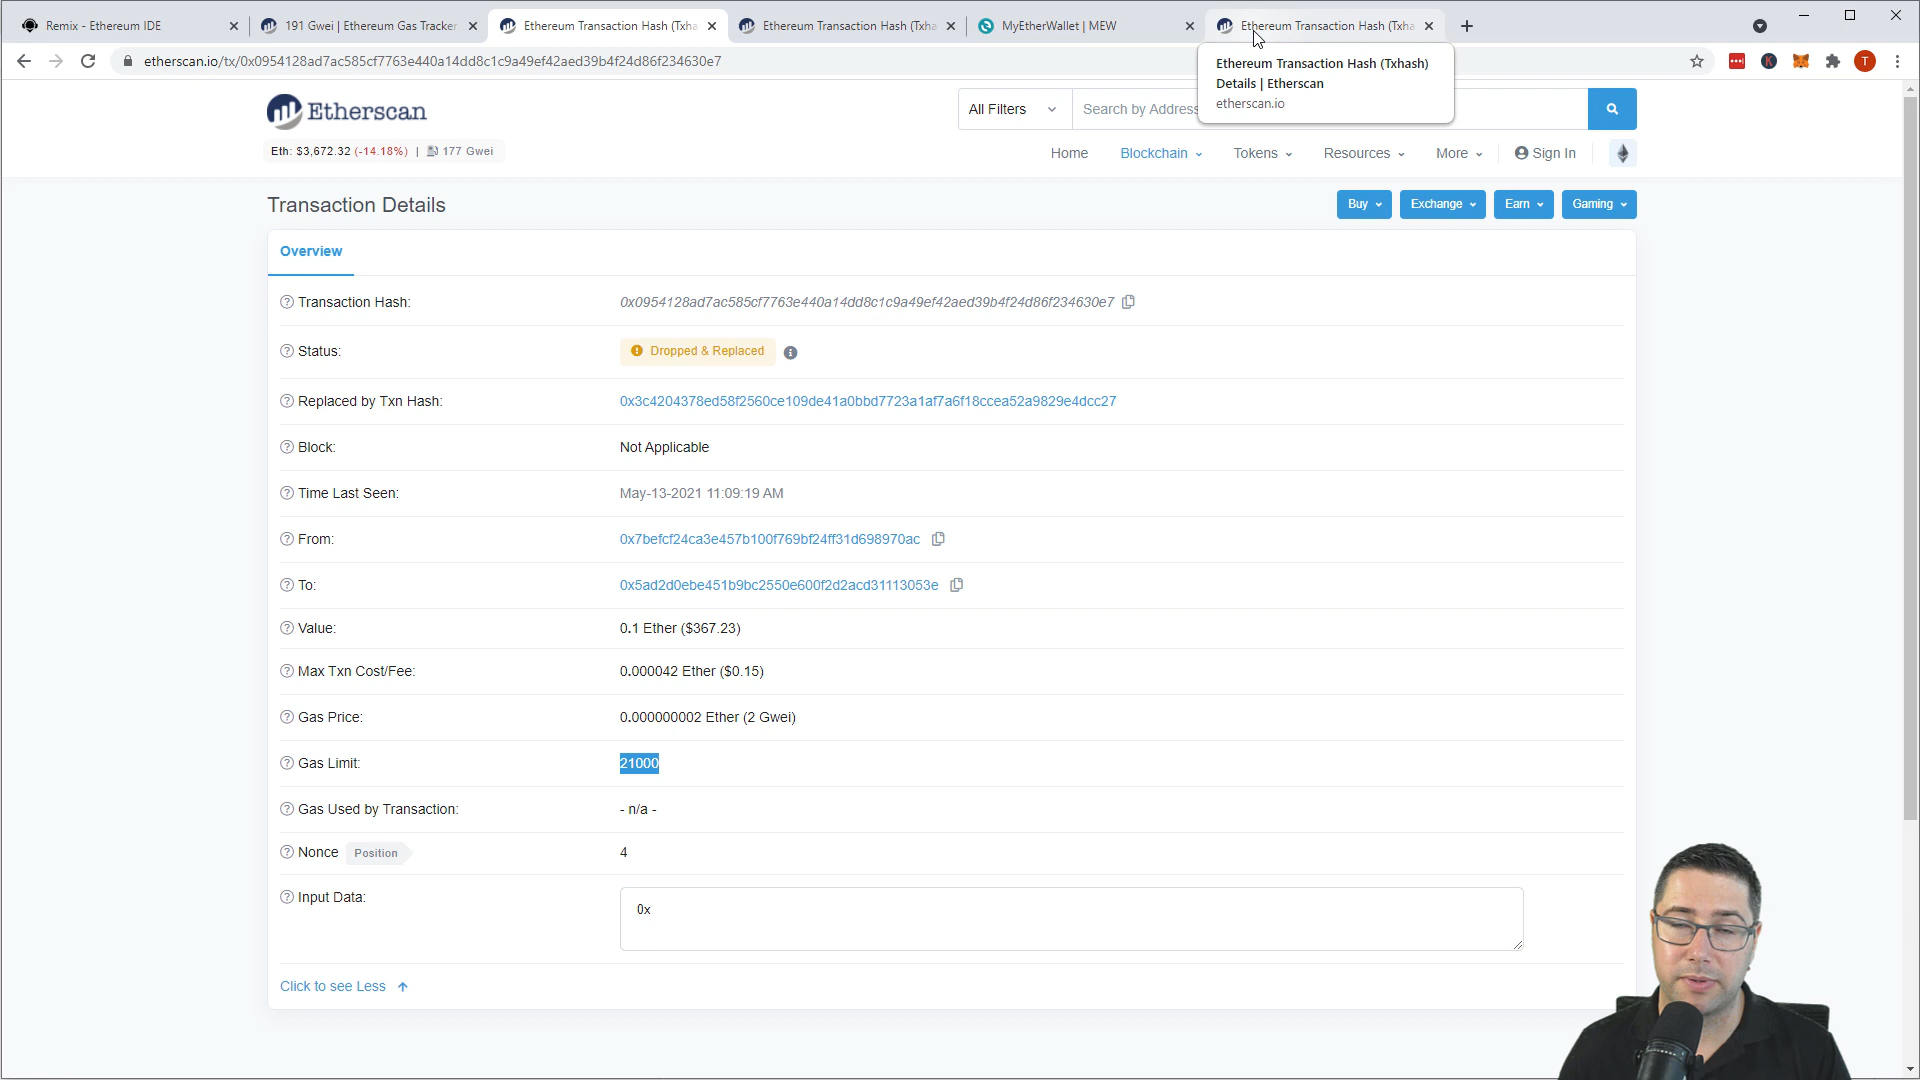 Remix - Ethereum IDE
191 Gwei | Ethereum Gas Tracker
Ethereum Transaction Hash (Txha
Ethereum Transaction Hash (Txha
MyEtherWallet | MEW
Ethereum Transaction Hash (Txha
etherscan.io/tx/0x0954128ad7ac585cf7763e440a14dd8c1c9a49ef42aed39b4f24d86f234630e7
T
Ethereum Transaction Hash (Txhash)
Details | Etherscan
etherscan.io
Etherscan
All Filters
Search by Address
Eth: $3,672.32 (-14.18%) | 177 Gwei
Home
Blockchain
Tokens
Resources
More
Sign In
Transaction Details
Buy
Exchange
Earn
Gaming
Overview
Transaction Hash:
0x0954128ad7ac585cf7763e440a14dd8c1c9a49ef42aed39b4f24d86f234630e7
Status:
Dropped & Replaced
Replaced by Txn Hash:
0x3c4204378ed58f2560ce109de41a0bbd7723a1af7a6f18ccea52a9829e4dcc27
Block:
Not Applicable
Time Last Seen:
May-13-2021 11:09:19 AM
From:
0x7befcf24ca3e457b100f769bf24ff31d698970ac
To:
0x5ad2d0ebe451b9bc2550e600f2d2acd31113053e
Value:
0.1 Ether ($367.23)
Max Txn Cost/Fee:
0.000042 Ether ($0.15)
Gas Price:
0.000000002 Ether (2 Gwei)
Gas Limit:
21000
Gas Used by Transaction:
- n/a -
Nonce Position
4
Input Data:
0x
Click to see Less